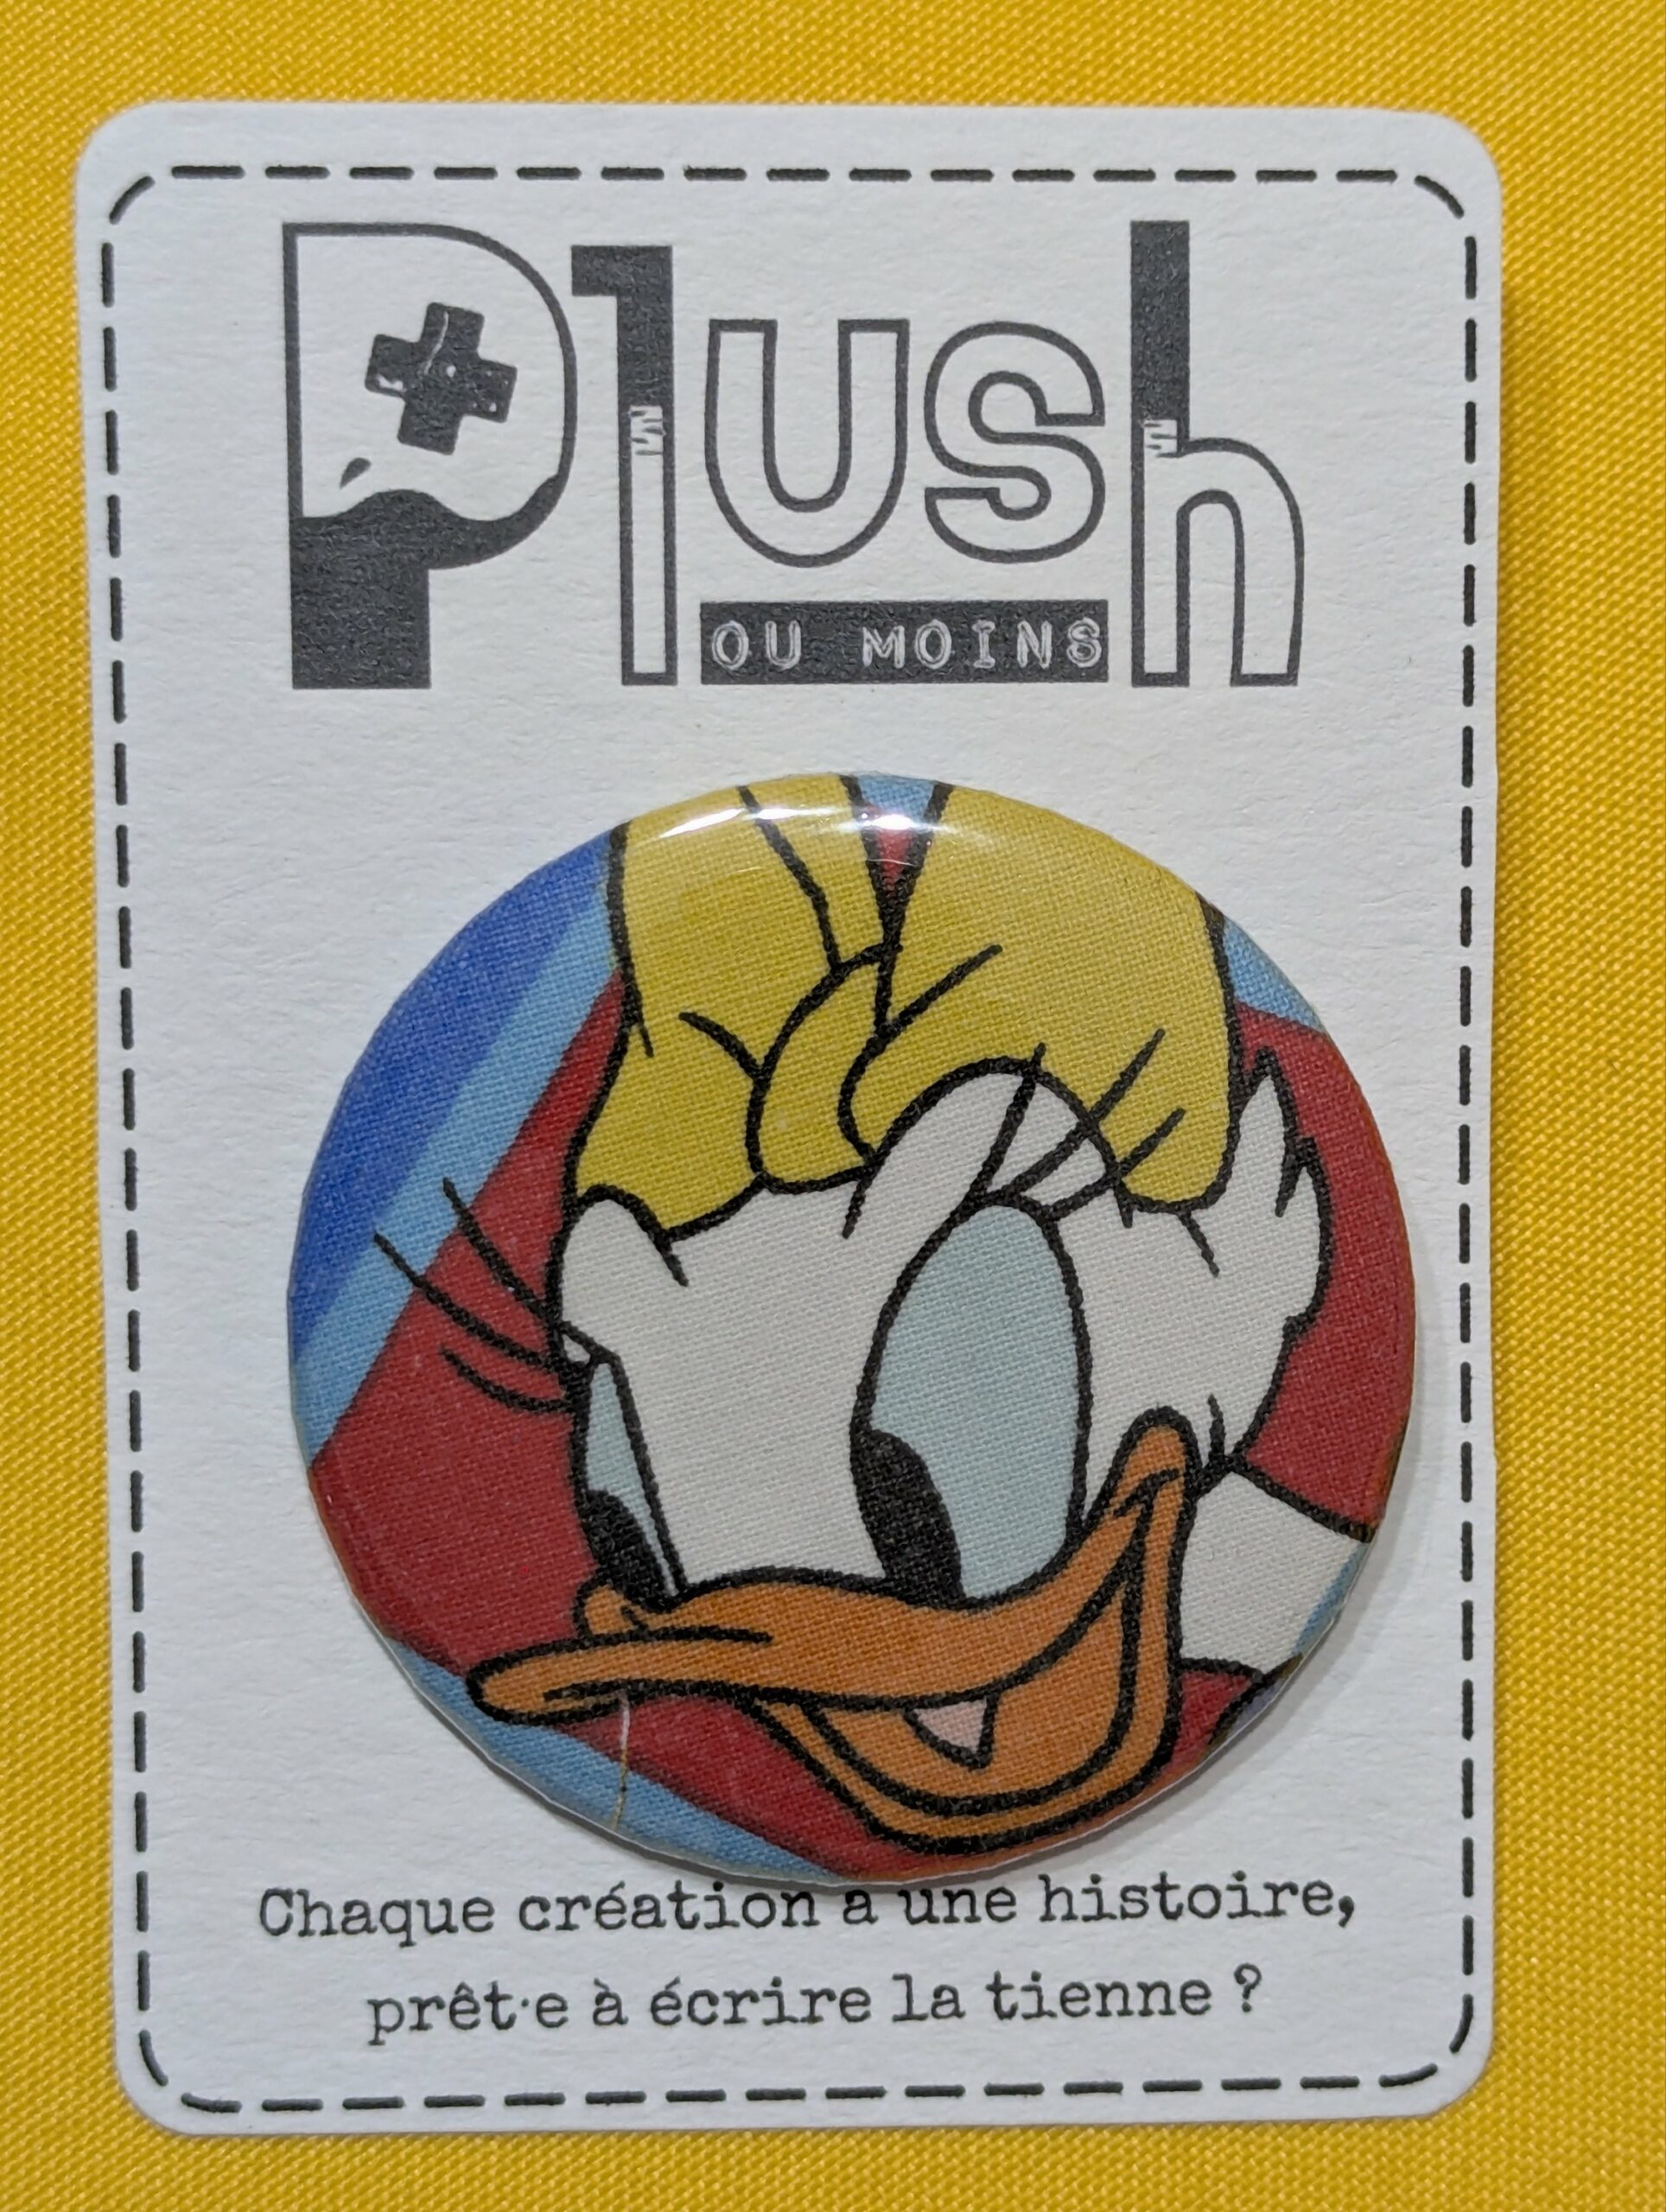 Plush
OU MOINS
Chaque création a une histoire,
prêt·e à écrire la tienne ?